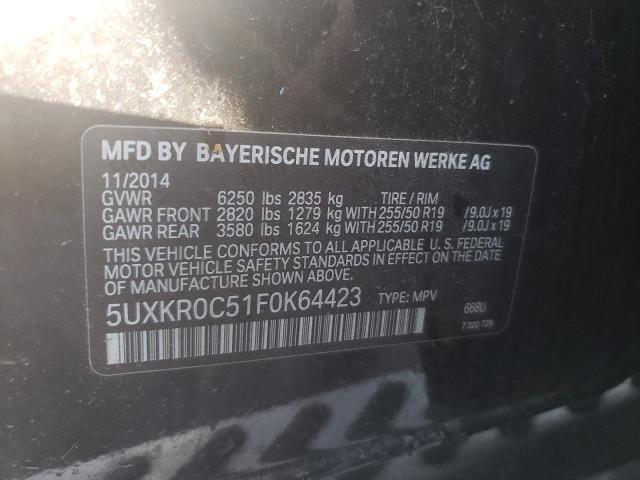 MFD BY BAYERISCHE MOTOREN WERKE AG
11/2014
GVWR 6250 lbs 2835 kg TIRE / RIM
GAWR FRONT 2820 lbs 1279 kg WITH 255/50 R19 / 9.0J x 19
GAWR REAR 3580 lbs 1624 kg WITH 255/50 R19 / 9.0J x 19
THIS VEHICLE CONFORMS TO ALL APPLICABLE U.S. FEDERAL
MOTOR VEHICLE SAFETY STANDARDS IN EFFECT ON THE DATE
OF MANUFACTURE SHOWN ABOVE.
5UXKR0C51F0K64423 TYPE: MPV 668U
7 320 729